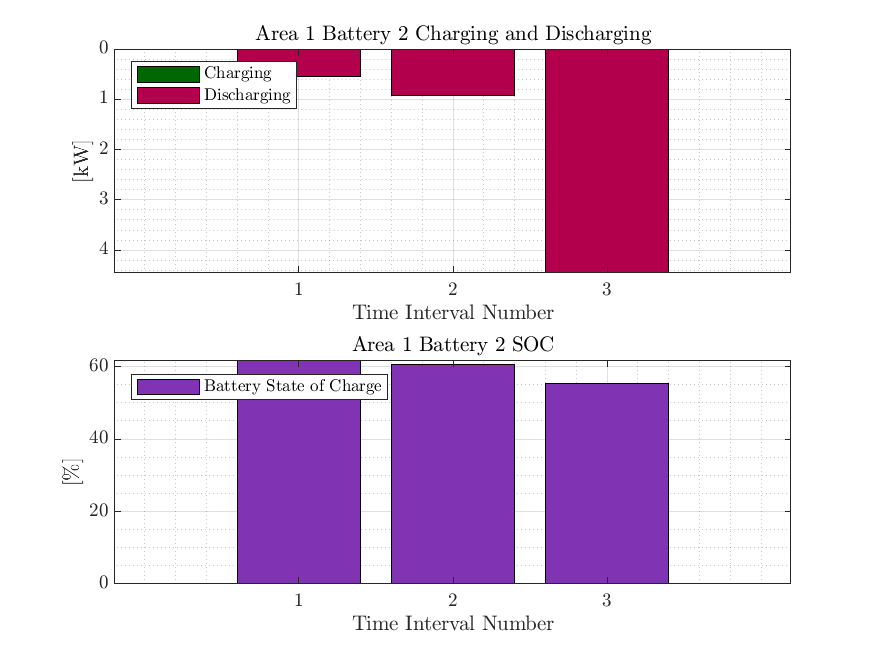 Area 1 Battery 2 Charging and Discharging
0
Charging
1
Discharging
2
[kW]
3
4
1 2 3
Time Interval Number
Area 1 Battery 2 SOC
60
Battery State of Charge
40
[%]
20
0
1 2 3
Time Interval Number